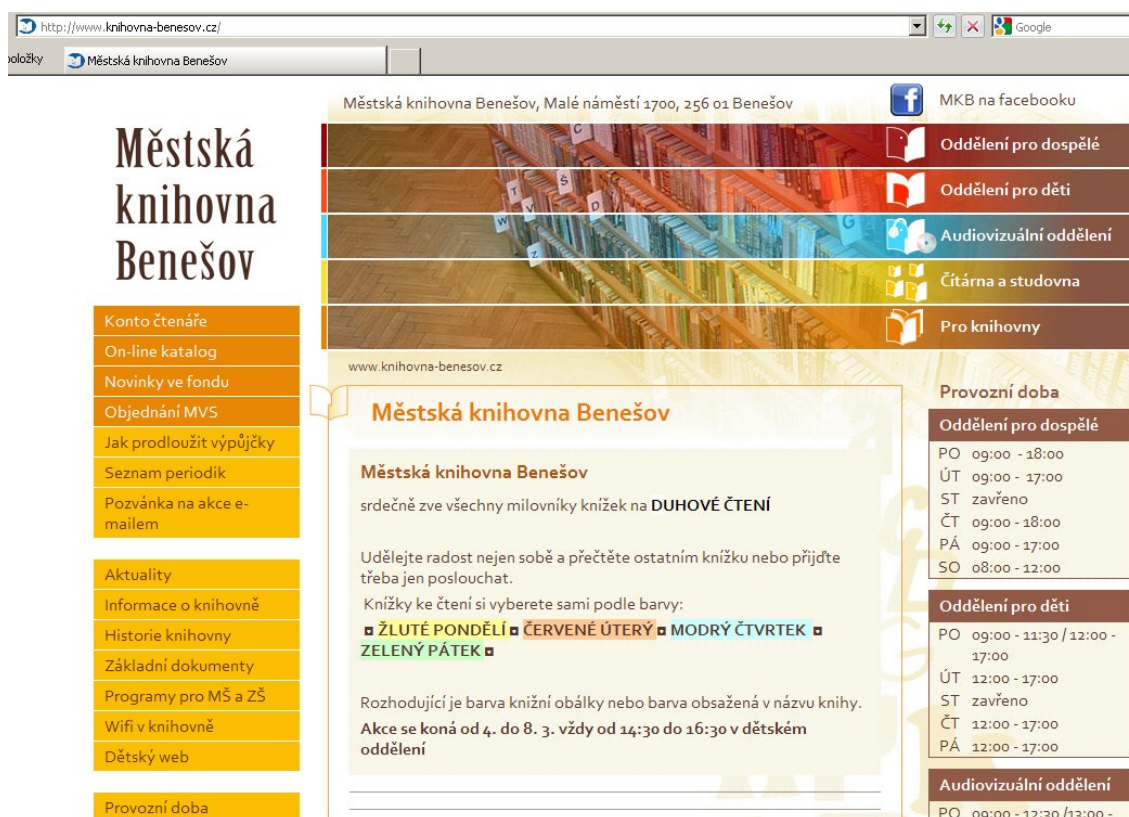 http://www.knihovna-benesov.cz/
Google
položky
Městská knihovna Benešov
Městská knihovna Benešov, Malé náměstí 1700, 256 01 Benešov
MKB na facebooku
Městská
knihovna
Benešov
Oddělení pro dospělé
Oddělení pro děti
Audiovizuální oddělení
Čítárna a studovna
Pro knihovny
Konto čtenáře
On-line katalog
Novinky ve fondu
Objednání MVS
Jak prodloužit výpůjčky
Seznam periodik
Pozvánka na akce e-
mailem
Aktuality
Informace o knihovně
Historie knihovny
Základní dokumenty
Programy pro MŠ a ZŠ
Wifi v knihovně
Dětský web
Provozní doba
www.knihovna-benesov.cz
Městská knihovna Benešov
Městská knihovna Benešov
srdečně zve všechny milovníky knížek na DUHOVÉ ČTENÍ
Udělejte radost nejen sobě a přečtěte ostatním knížku nebo přijďte
třeba jen poslouchat.
Knížky ke čtení si vyberete sami podle barvy:
ŽLUTÉ PONDĚLÍ ČERVENÉ ÚTERÝ MODRÝ ČTVRTEK
ZELENÝ PÁTEK
Rozhodující je barva knižní obálky nebo barva obsažená v názvu knihy.
Akce se koná od 4. do 8. 3. vždy od 14:30 do 16:30 v dětském
oddělení
Provozní doba
Oddělení pro dospělé
PO 09:00 - 18:00
ÚT 09:00 - 17:00
ST zavřeno
ČT 09:00 - 18:00
PÁ 09:00 - 17:00
SO 08:00 - 12:00
Oddělení pro děti
PO 09:00 - 11:30 / 12:00 -
17:00
ÚT 12:00 - 17:00
ST zavřeno
ČT 12:00 - 17:00
PÁ 12:00 - 17:00
Audiovizuální oddělení
PO 09:00 - 12:30 /13:00 -